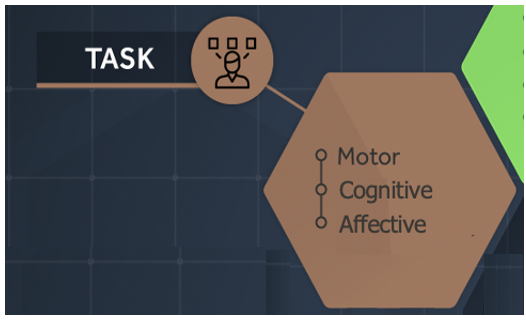 TASK
Motor
Cognitive
Affective